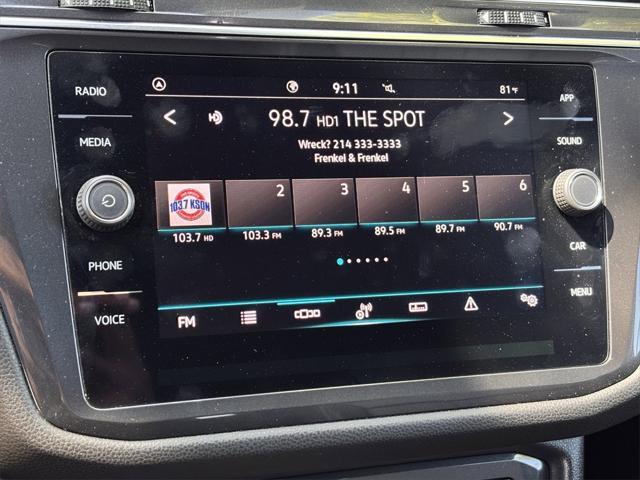 RADIO
MEDIA
PHONE
VOICE
9:11
81°F
< HD 98.7 HD1 THE SPOT >
Wreck? 214 333-3333
Frenkel & Frenkel
103.7 KSON
2 3 4 5 6
103.7 HD 103.3 FM 89.3 FM 89.5 FM 89.7 FM 90.7 FM
FM
APP
SOUND
CAR
MENU